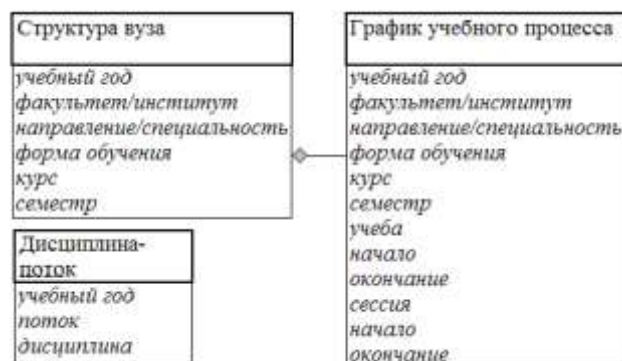 Структура вуза
учебный год
факультет/институт
направление/специальность
форма обучения
курс
семестр
Дисциплина-
поток
учебный год
поток
дисциплина
График учебного процесса
учебный год
факультет/институт
направление/специальность
форма обучения
курс
семестр
учеба
начало
окончание
сессия
начало
окончание